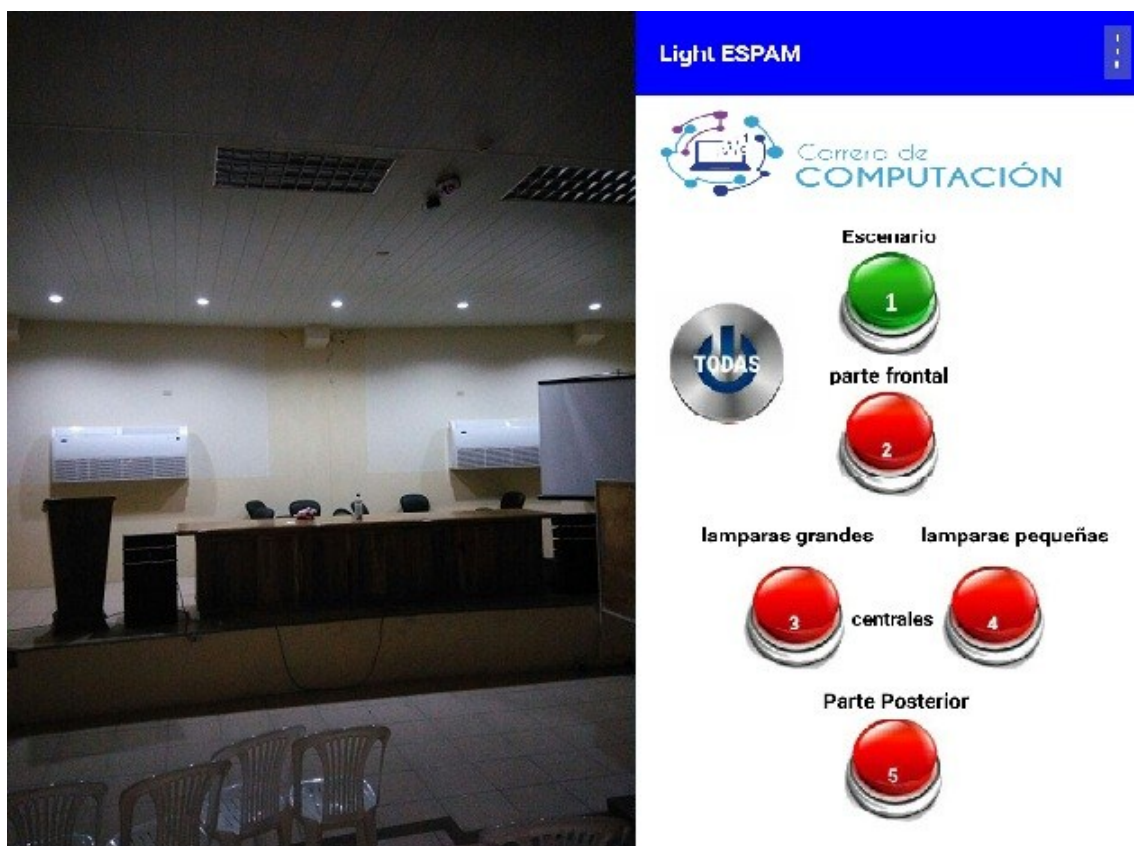 Light ESPAM
Carrera de
COMPUTACIÓN
Escenario
1
TODAS
parte frontal
2
lamparas grandes lamparas pequeñas
3 centrales 4
Parte Posterior
5